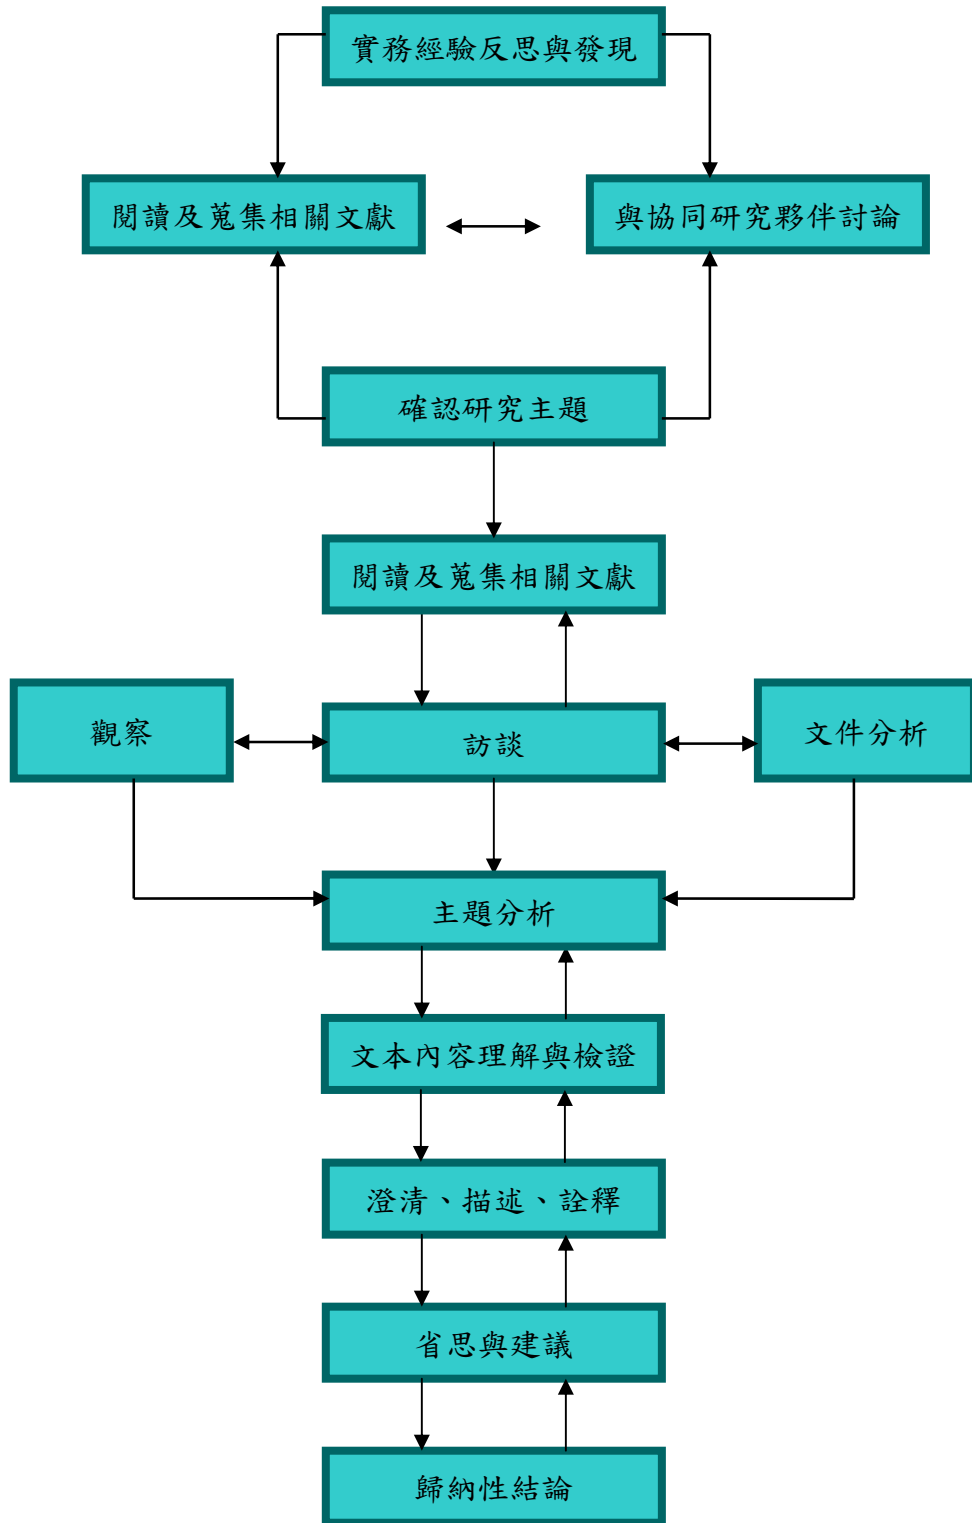 實務經驗反思與發現
閱讀及蒐集相關文獻
與協同研究夥伴討論
確認研究主題
閱讀及蒐集相關文獻
觀察
訪談
文件分析
主題分析
文本內容理解與檢證
澄清、描述、詮釋
省思與建議
歸納性結論